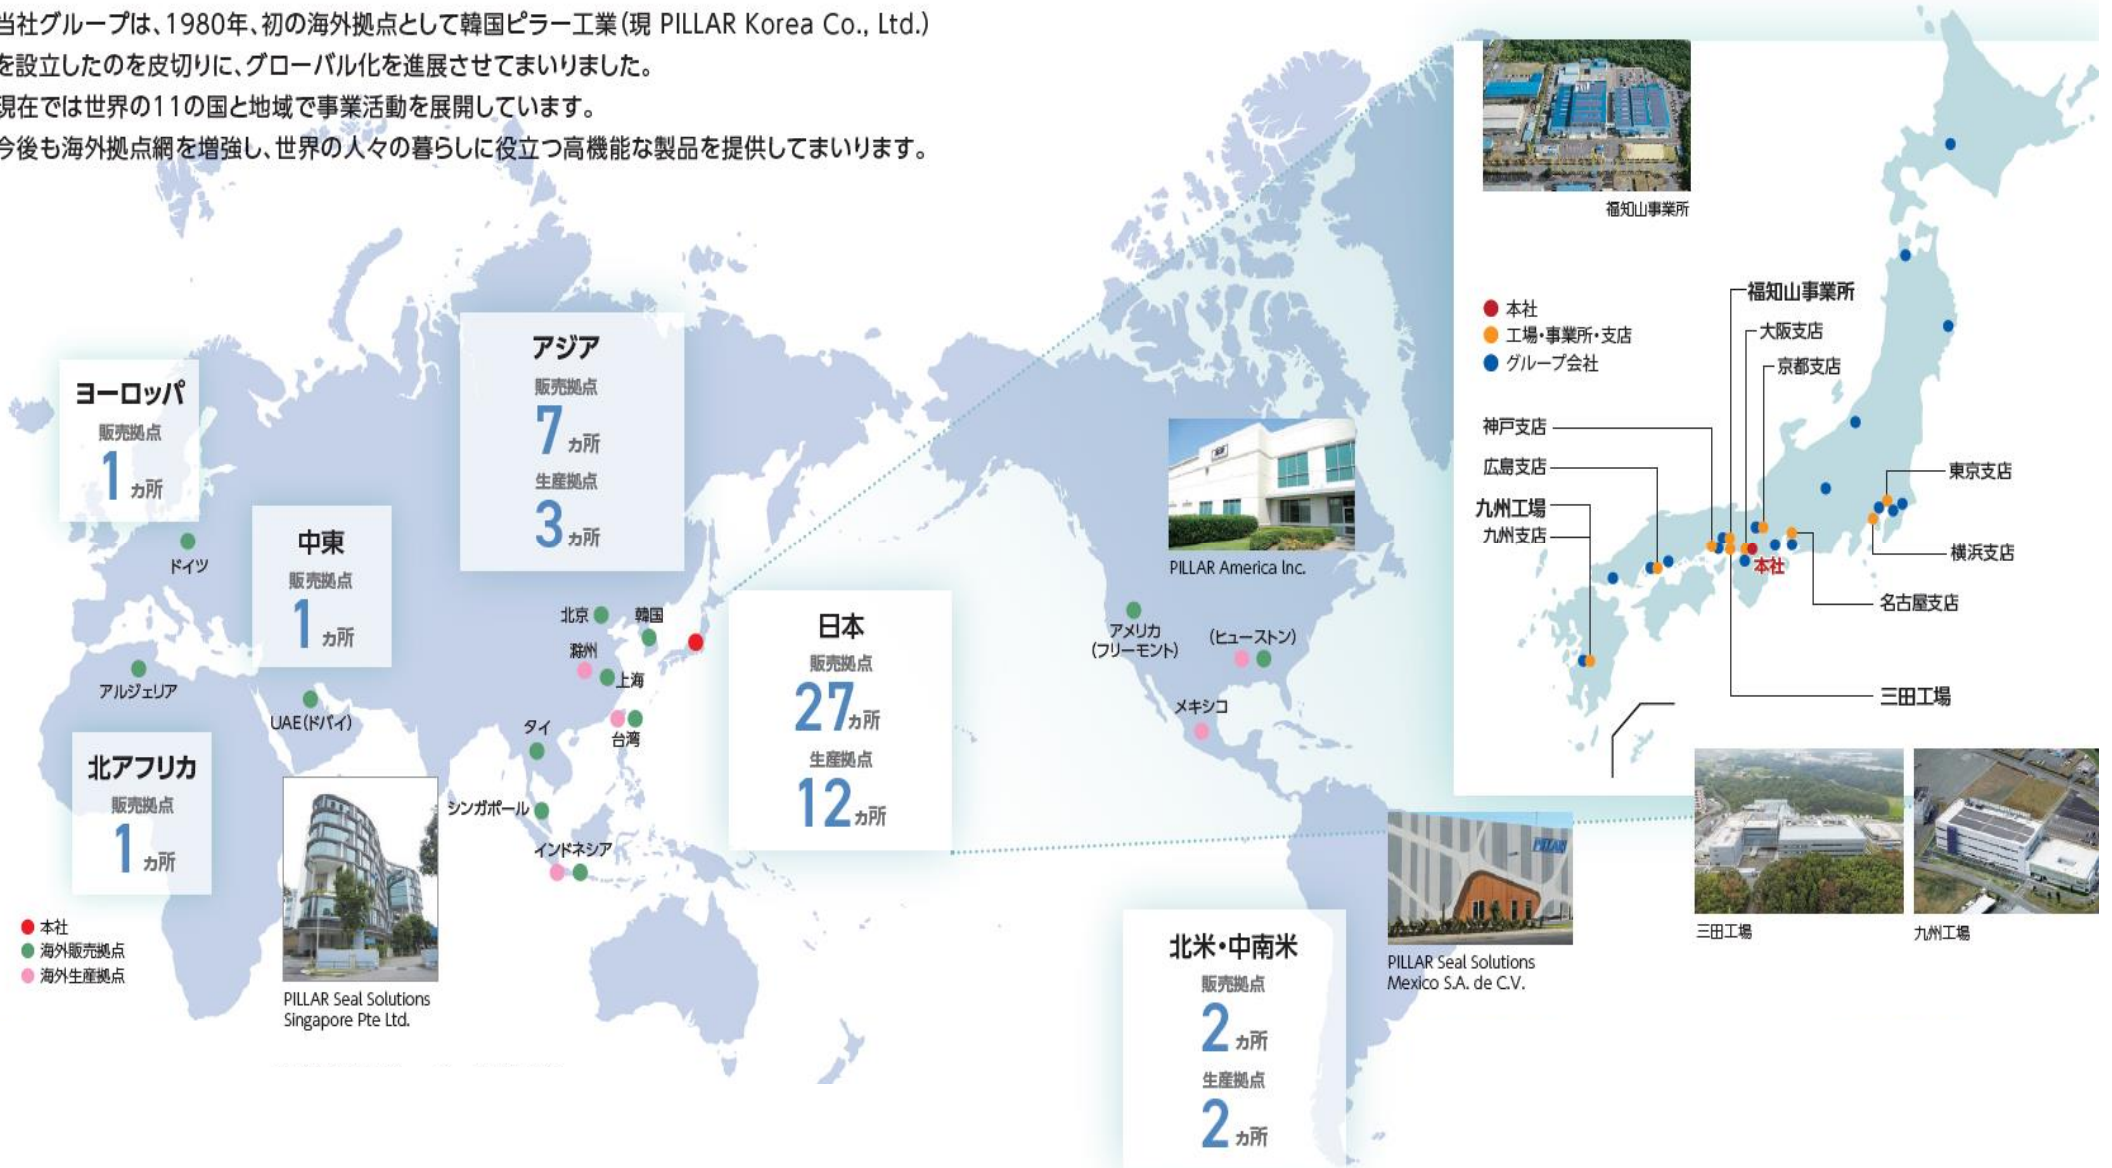 当社グループは、1980年、初の海外拠点として韓国ピラー工業(現 PILLAR Korea Co., Ltd.)
を設立したのを皮切りに、グローバル化を進展させてまいりました。
現在では世界の11の国と地域で事業活動を展開しています。
今後も海外拠点網を増強し、世界の人々の暮らしに役立つ高機能な製品を提供してまいります。
ヨーロッパ
販売拠点
1ヵ所
ドイツ
中東
販売拠点
1ヵ所
UAE(ドバイ)
アルジェリア
北アフリカ
販売拠点
1ヵ所
アジア
販売拠点
7ヵ所
生産拠点
3ヵ所
北京
韓国
滁州
上海
台湾
タイ
シンガポール
インドネシア
本社
海外販売拠点
海外生産拠点
PILLAR Seal Solutions
Singapore Pte Ltd.
日本
販売拠点
27ヵ所
生産拠点
12ヵ所
PILLAR America Inc.
アメリカ
(フリーモント)
(ヒューストン)
メキシコ
北米・中南米
販売拠点
2ヵ所
生産拠点
2ヵ所
PILLAR
PILLAR Seal Solutions
Mexico S.A. de C.V.
福知山事業所
本社
工場・事業所・支店
グループ会社
福知山事業所
大阪支店
京都支店
神戸支店
広島支店
九州工場
九州支店
東京支店
横浜支店
本社
名古屋支店
三田工場
三田工場
九州工場